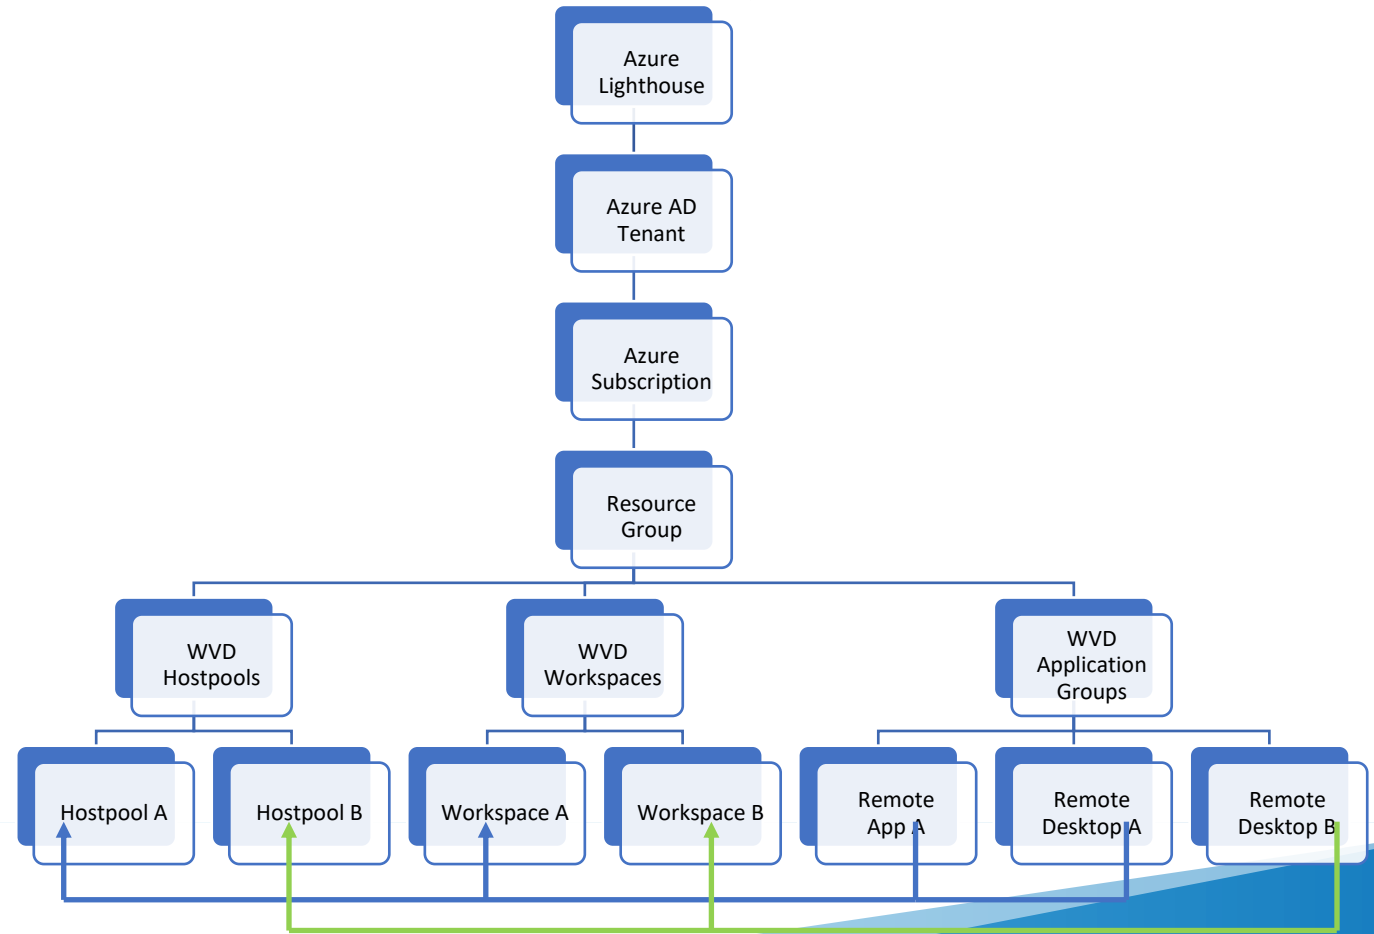 Azure
Lighthouse
Azure AD
Tenant
Azure
Subscription
Resource
Group
WVD
Hostpools
WVD
Workspaces
WVD
Application
Groups
Hostpool A
Hostpool B
Workspace A
Workspace B
Remote
App A
Remote
Desktop A
Remote
Desktop B